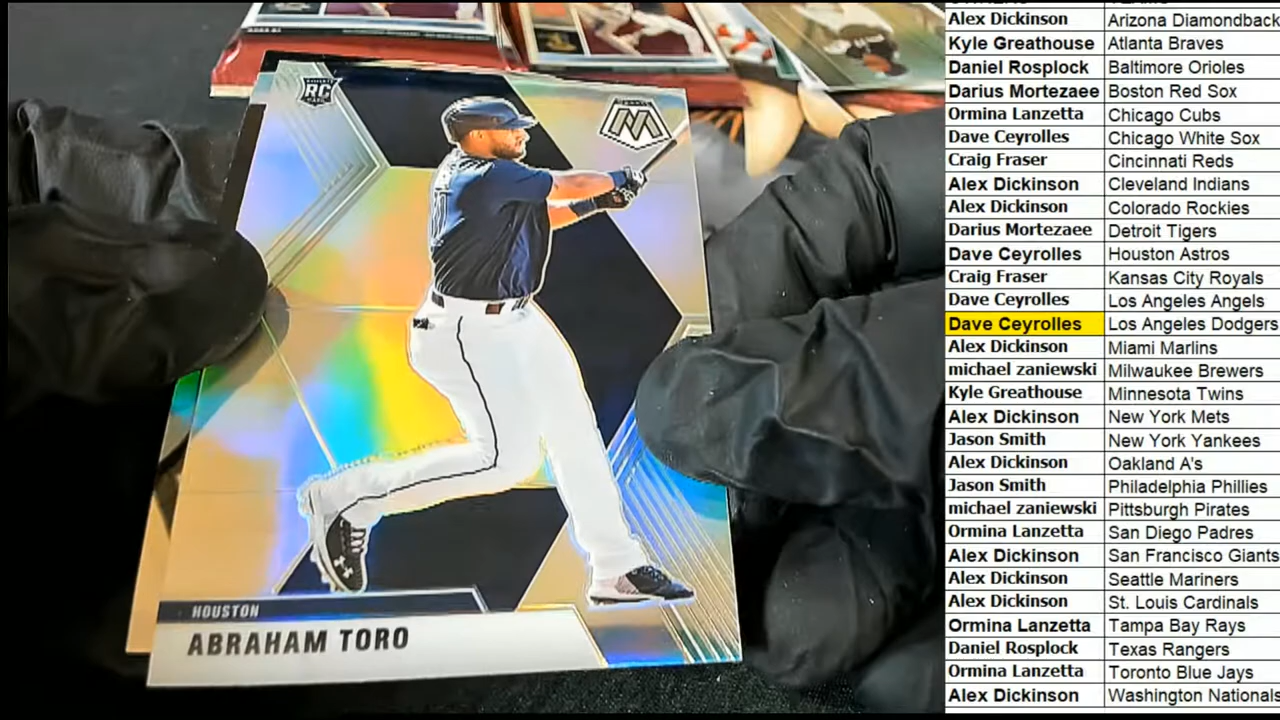 RC
M
HOUSTON
ABRAHAM TORO
Alex Dickinson Arizona Diamondback
Kyle Greathouse Atlanta Braves
Daniel Rosplock Baltimore Orioles
Darius Mortezaee Boston Red Sox
Ormina Lanzetta Chicago Cubs
Dave Ceyrolles Chicago White Sox
Craig Fraser Cincinnati Reds
Alex Dickinson Cleveland Indians
Alex Dickinson Colorado Rockies
Darius Mortezaee Detroit Tigers
Dave Ceyrolles Houston Astros
Craig Fraser Kansas City Royals
Dave Ceyrolles Los Angeles Angels
Dave Ceyrolles Los Angeles Dodgers
Alex Dickinson Miami Marlins
michael zaniewski Milwaukee Brewers
Kyle Greathouse Minnesota Twins
Alex Dickinson New York Mets
Jason Smith New York Yankees
Alex Dickinson Oakland A's
Jason Smith Philadelphia Phillies
michael zaniewski Pittsburgh Pirates
Ormina Lanzetta San Diego Padres
Alex Dickinson San Francisco Giants
Alex Dickinson Seattle Mariners
Alex Dickinson St. Louis Cardinals
Ormina Lanzetta Tampa Bay Rays
Daniel Rosplock Texas Rangers
Ormina Lanzetta Toronto Blue Jays
Alex Dickinson Washington Nationals